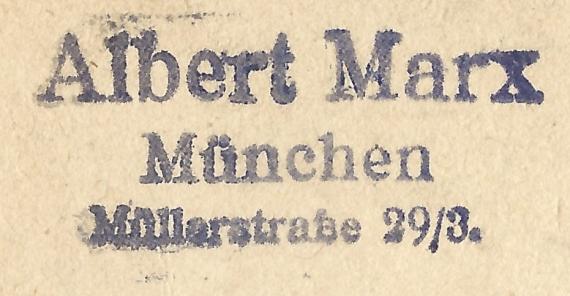 Albert Marx
München
Müllerstraße 29/3.